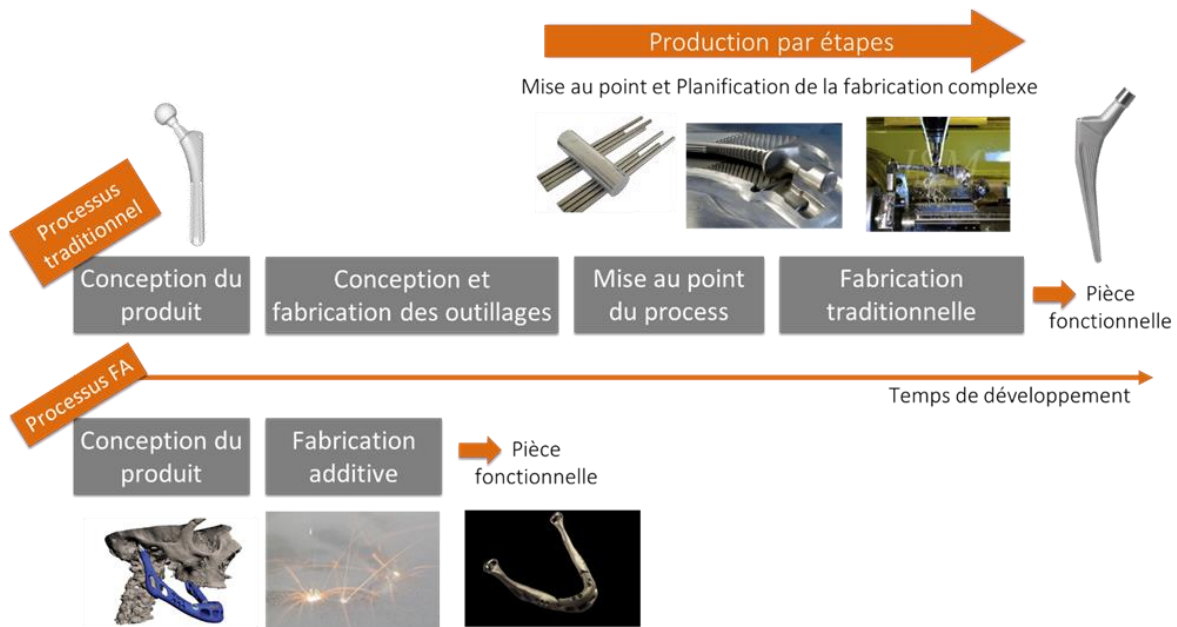 Production par étapes
Mise au point et Planification de la fabrication complexe
Processus
traditionnel
Conception du
produit
Conception et
fabrication des outillages
Mise au point
du process
Fabrication
traditionnelle
Pièce
fonctionnelle
Processus FA
Temps de développement
Conception du
produit
Fabrication
additive
Pièce
fonctionnelle